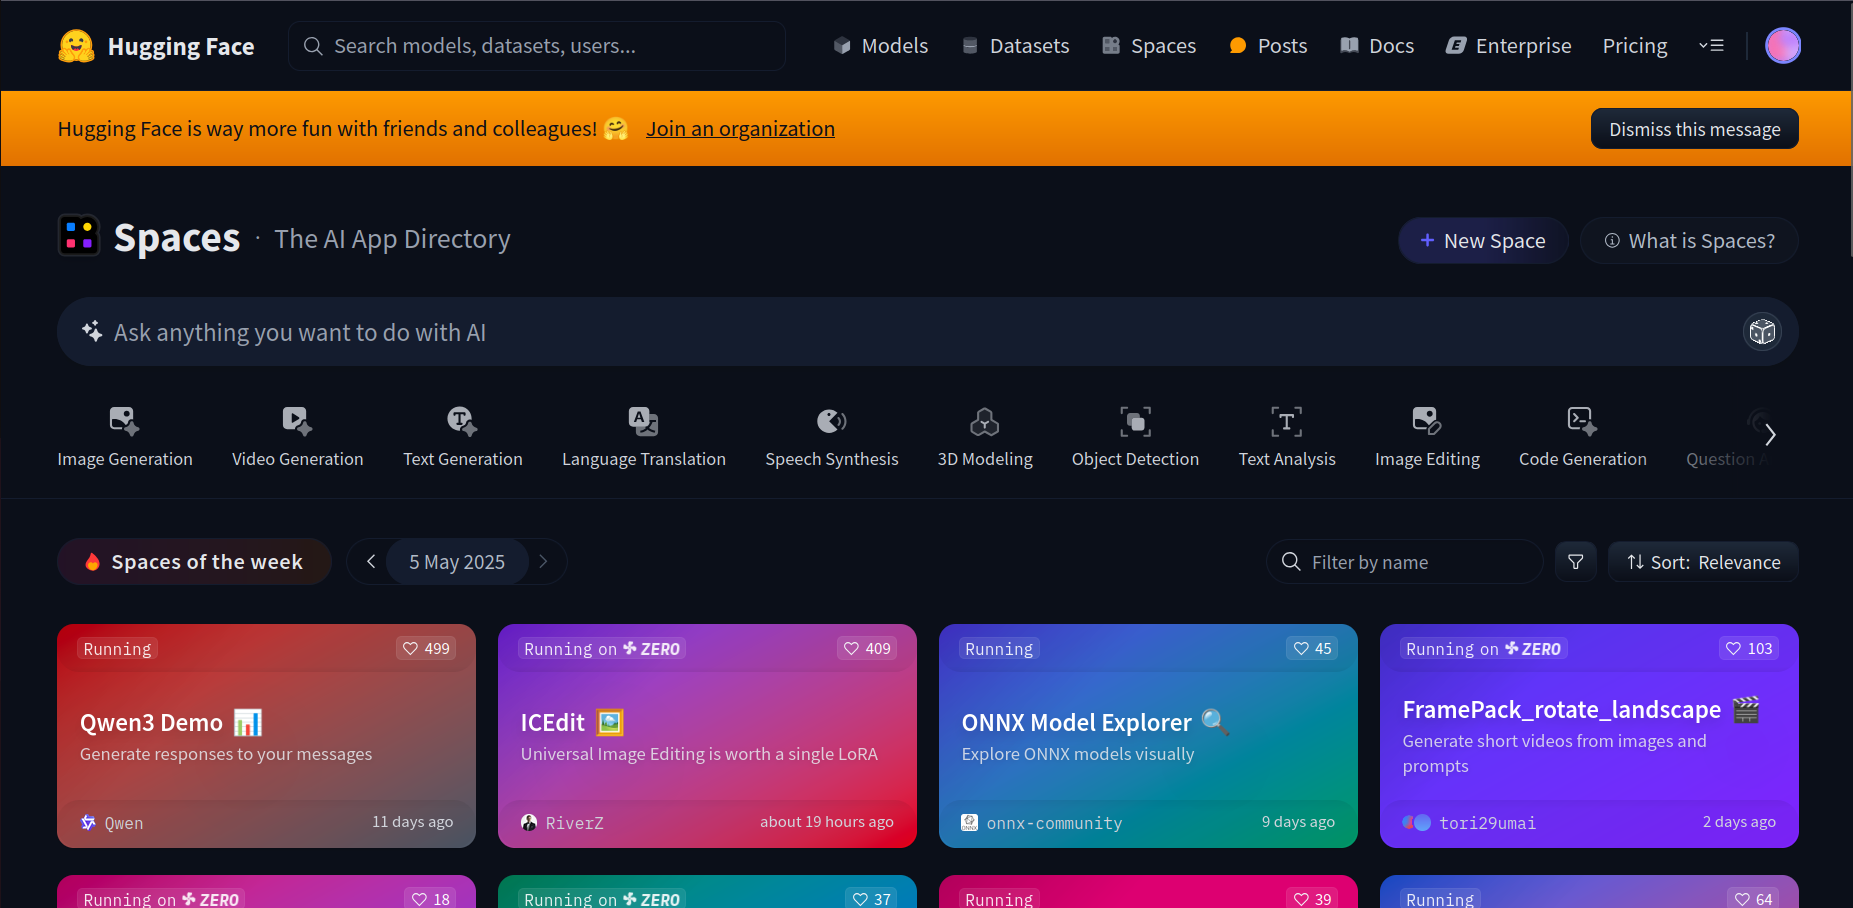 Hugging Face
Search models, datasets, users...
Models
Datasets
Spaces
Posts
Docs
Enterprise
Pricing
Hugging Face is way more fun with friends and colleagues! 🤗 Join an organization
Dismiss this message
Spaces · The AI App Directory
+ New Space
What is Spaces?
Ask anything you want to do with AI
Image Generation
Video Generation
Text Generation
Language Translation
Speech Synthesis
3D Modeling
Object Detection
Text Analysis
Image Editing
Code Generation
Question
Spaces of the week
5 May 2025
Filter by name
Sort: Relevance
Running
499
Qwen3 Demo 📊
Generate responses to your messages
Qwen
11 days ago
Running on ZERO
409
ICEdit 🖼️
Universal Image Editing is worth a single LoRA
RiverZ
about 19 hours ago
Running
45
ONNX Model Explorer 🔍
Explore ONNX models visually
onnx-community
9 days ago
Running on ZERO
103
FramePack_rotate_landscape 🎬
Generate short videos from images and
prompts
tori29umai
2 days ago
Running on ZERO
18
Running on ZERO
37
Running
39
Running
64